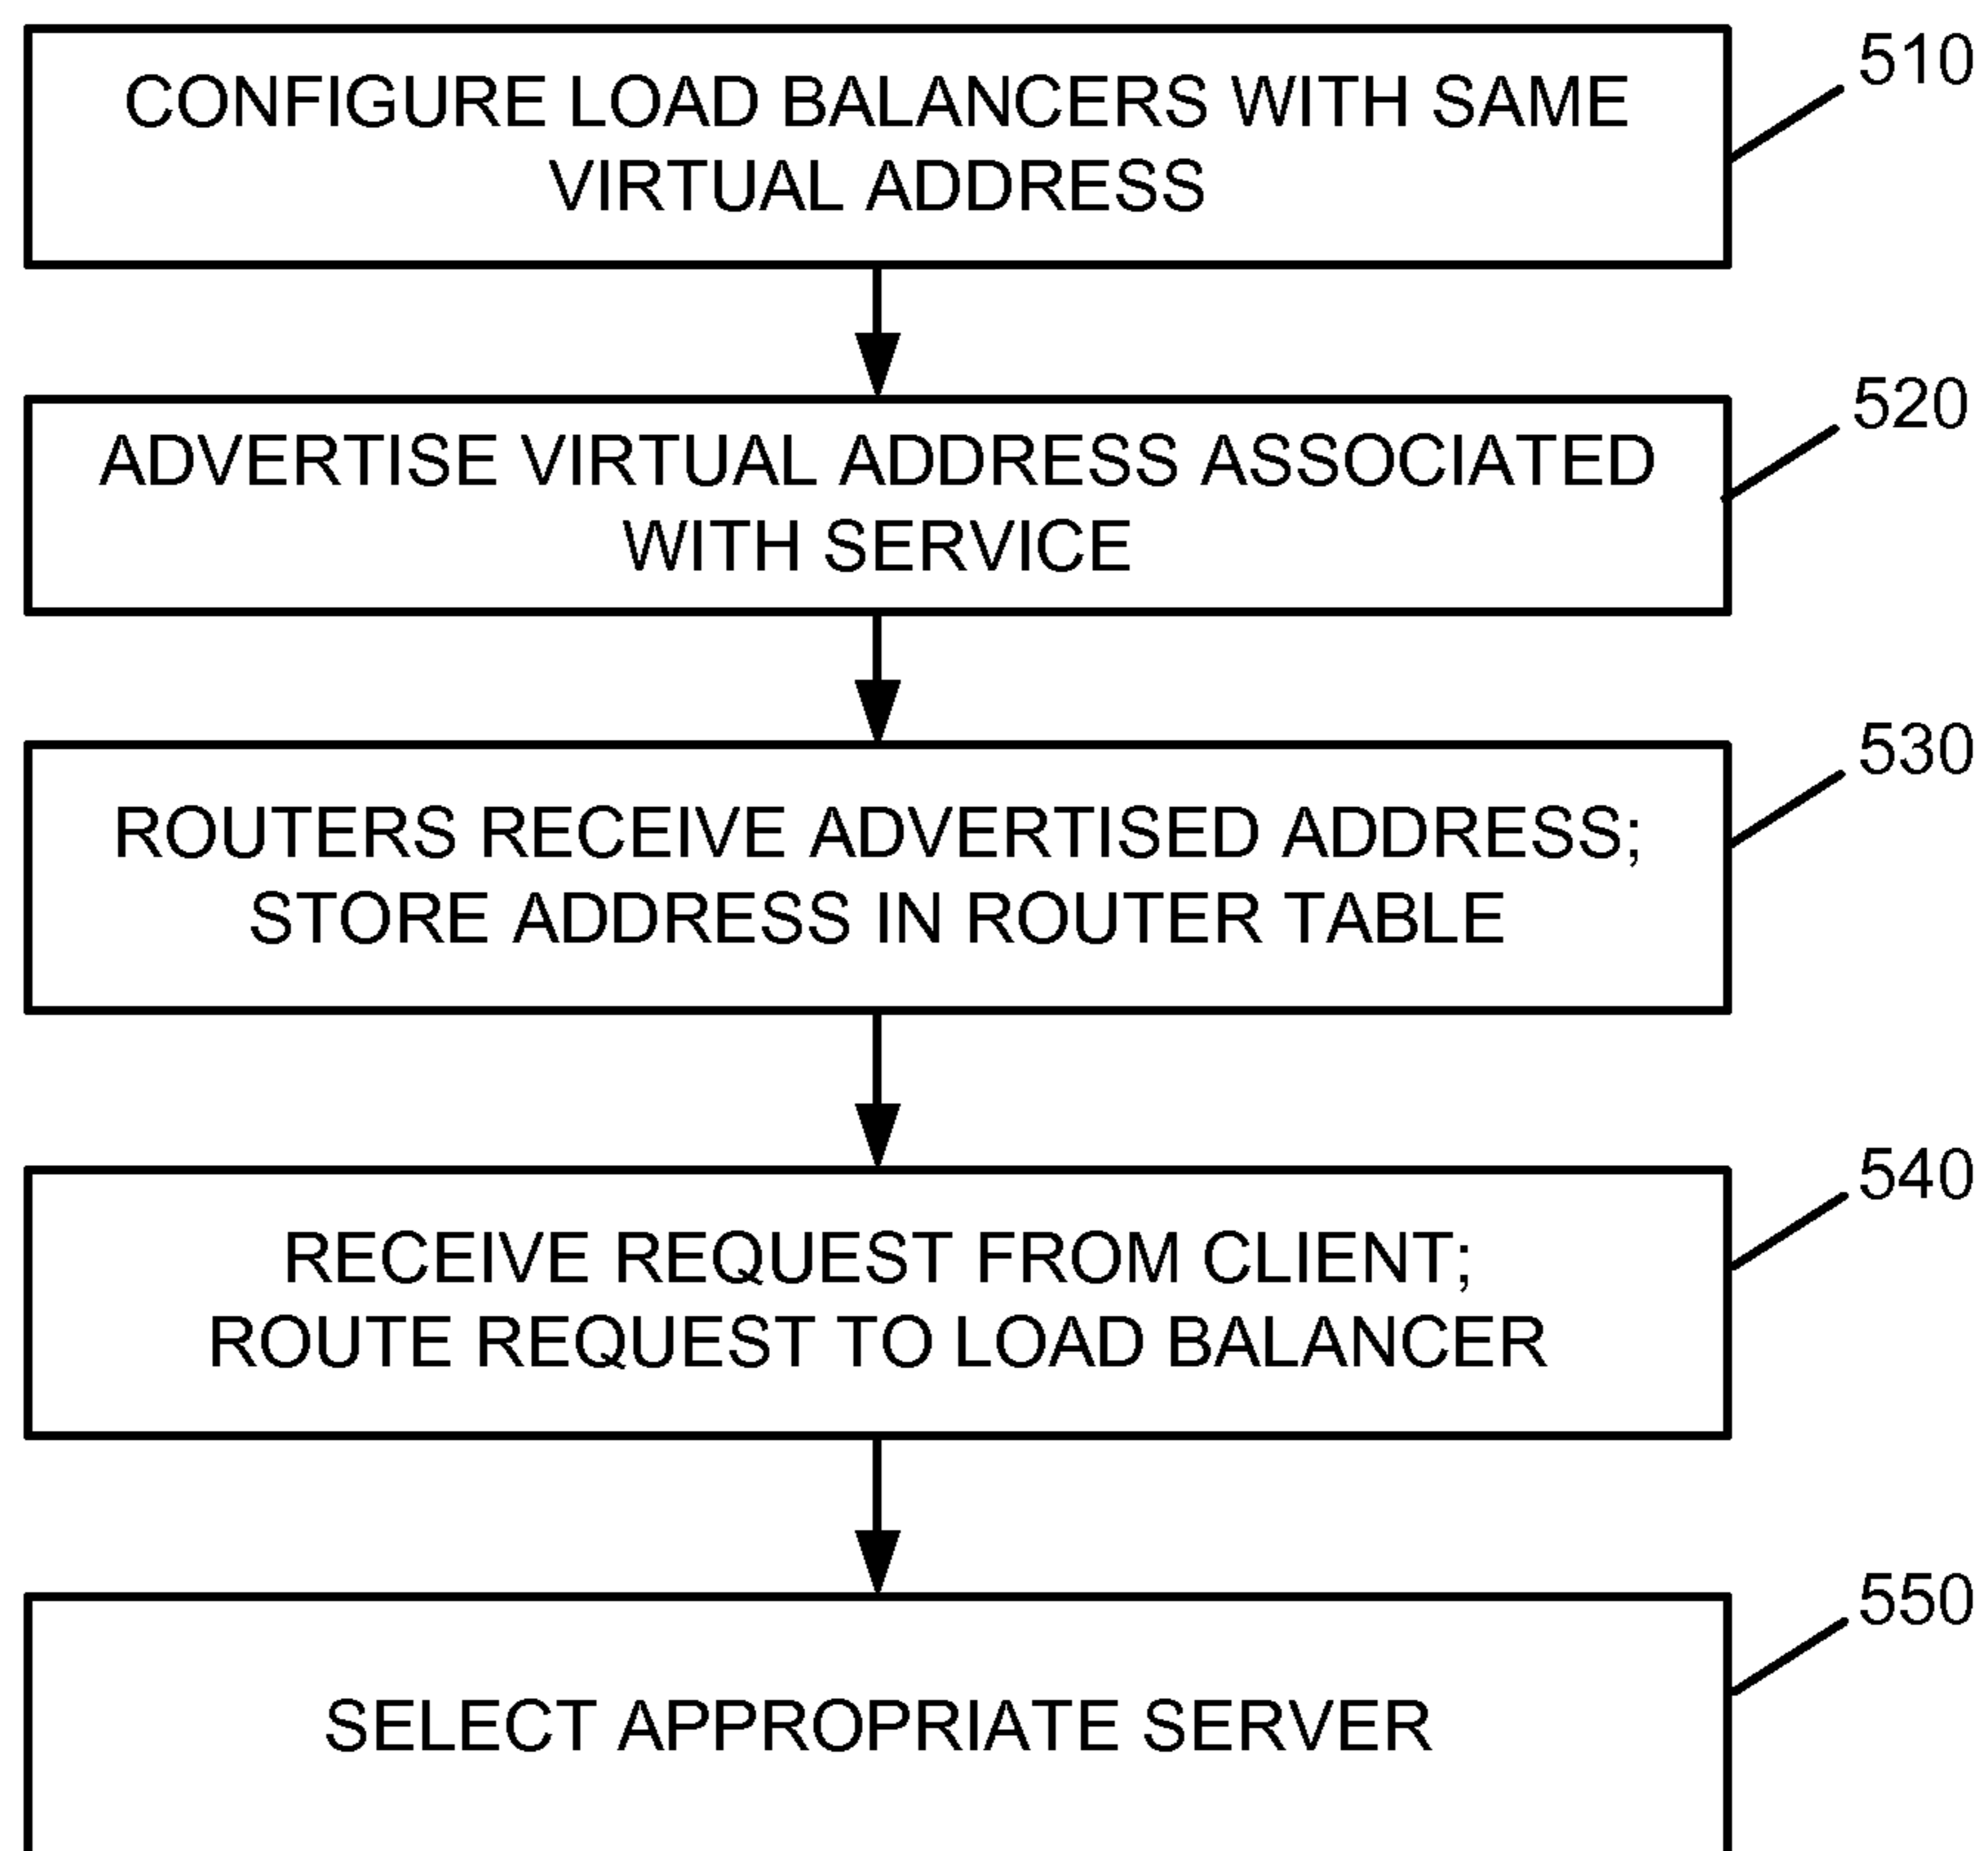 CONFIGURE LOAD BALANCERS WITH SAME
VIRTUAL ADDRESS
510
ADVERTISE VIRTUAL ADDRESS ASSOCIATED
WITH SERVICE
520
ROUTERS RECEIVE ADVERTISED ADDRESS;
STORE ADDRESS IN ROUTER TABLE
530
RECEIVE REQUEST FROM CLIENT;
ROUTE REQUEST TO LOAD BALANCER
540
SELECT APPROPRIATE SERVER
550